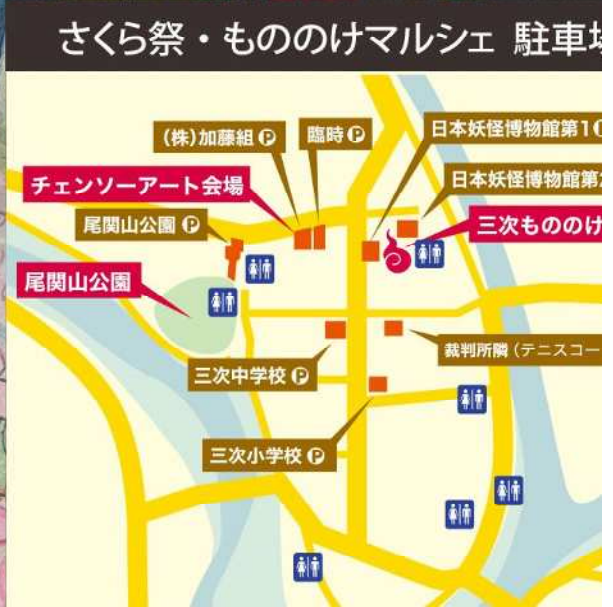 さくら祭・もののけマルシェ 駐車場
(株)加藤組 P
臨時 P
日本妖怪博物館第1
チェンソーアート会場
日本妖怪博物館第2
尾関山公園 P
三次もののけ
尾関山公園
裁判所隣(テニスコー
三次中学校 P
三次小学校 P